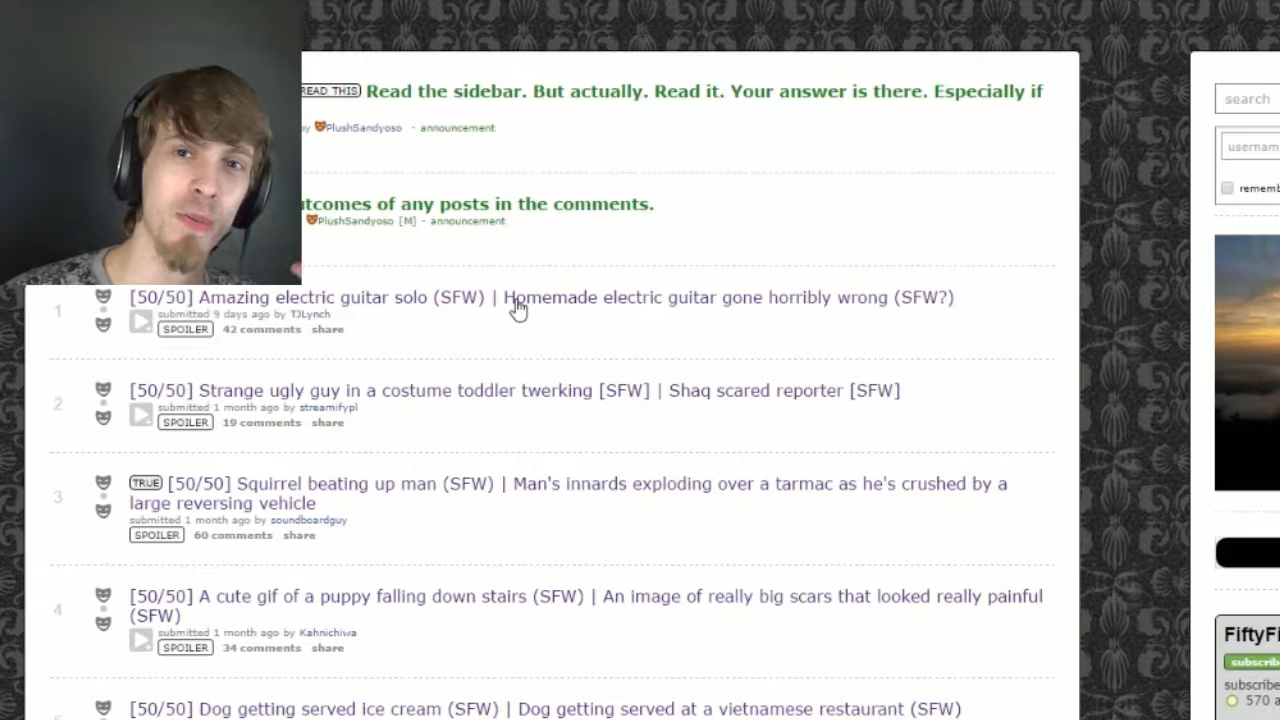 READ THIS Read the sidebar. But actually. Read it. Your answer is there. Especially if
by PlushSandyoso - announcement
utcomes of any posts in the comments.
PlushSandyoso [M] - announcement
search
usernam
rememb
1
[50/50] Amazing electric guitar solo (SFW) | Homemade electric guitar gone horribly wrong (SFW?)
submitted 9 days ago by TJLynch
SPOILER 42 comments share
2
[50/50] Strange ugly guy in a costume toddler twerking [SFW] | Shaq scared reporter [SFW]
submitted 1 month ago by streamifypl
SPOILER 19 comments share
3
TRUE [50/50] Squirrel beating up man (SFW) | Man's innards exploding over a tarmac as he's crushed by a
large reversing vehicle
submitted 1 month ago by soundboardguy
SPOILER 60 comments share
4
[50/50] A cute gif of a puppy falling down stairs (SFW) | An image of really big scars that looked really painful
(SFW)
submitted 1 month ago by Kahnichiwa
SPOILER 34 comments share
[50/50] Dog getting served ice cream (SFW) | Dog getting served at a vietnamese restaurant (SFW)
FiftyFi
subscribe
subscribe
570 a